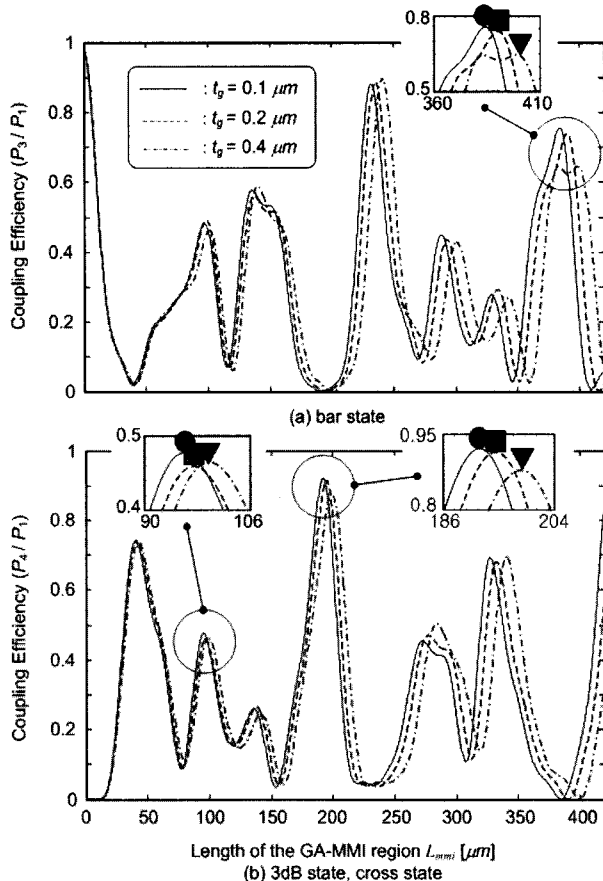 0.8
0.5
360
410
1
0.8
0.6
0.4
0.2
0
Coupling Efficiency (P3 / P1)
: tg = 0.1 μm
: tg = 0.2 μm
: tg = 0.4 μm
(a) bar state
0.5
0.4
90
106
0.95
0.8
186
204
1
0.8
0.6
0.4
0.2
0
Coupling Efficiency (P4 / P1)
0 50 100 150 200 250 300 350 400
Length of the GA-MMI region Lmmi [μm]
(b) 3dB state, cross state